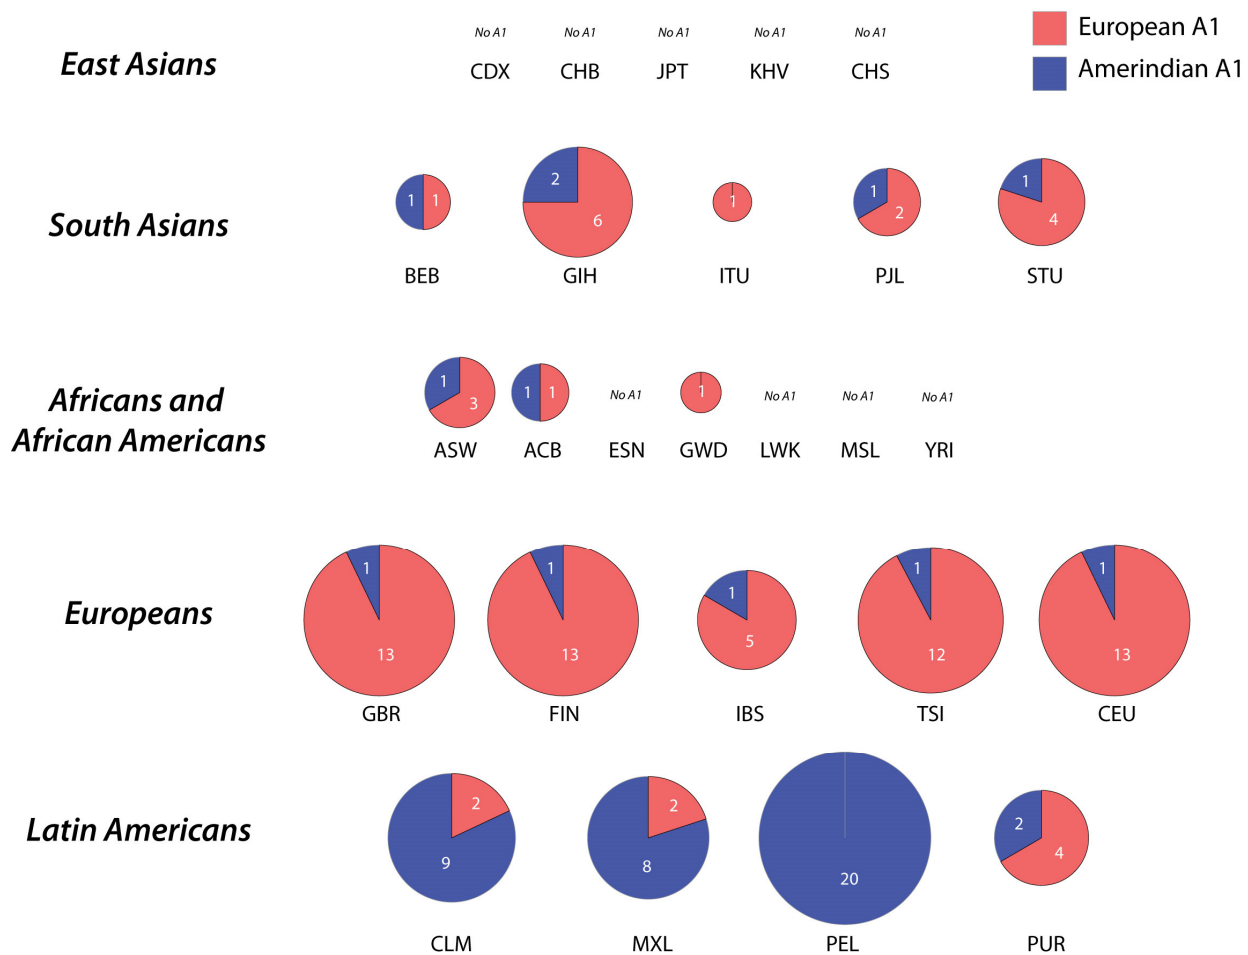 European A1
Amerindian A1
East Asians
No A1 No A1 No A1 No A1 No A1
CDX CHB JPT KHV CHS
South Asians
1 1 2 6 1 1 2 1 4
BEB GIH ITU PJL STU
Africans and
African Americans
1 3 1 1 No A1 1 No A1 No A1 No A1
ASW ACB ESN GWD LWK MSL YRI
Europeans
1 13 1 13 1 5 1 12 1 13
GBR FIN IBS TSI CEU
Latin Americans
2 9 2 8 20 2 4
CLM MXL PEL PUR